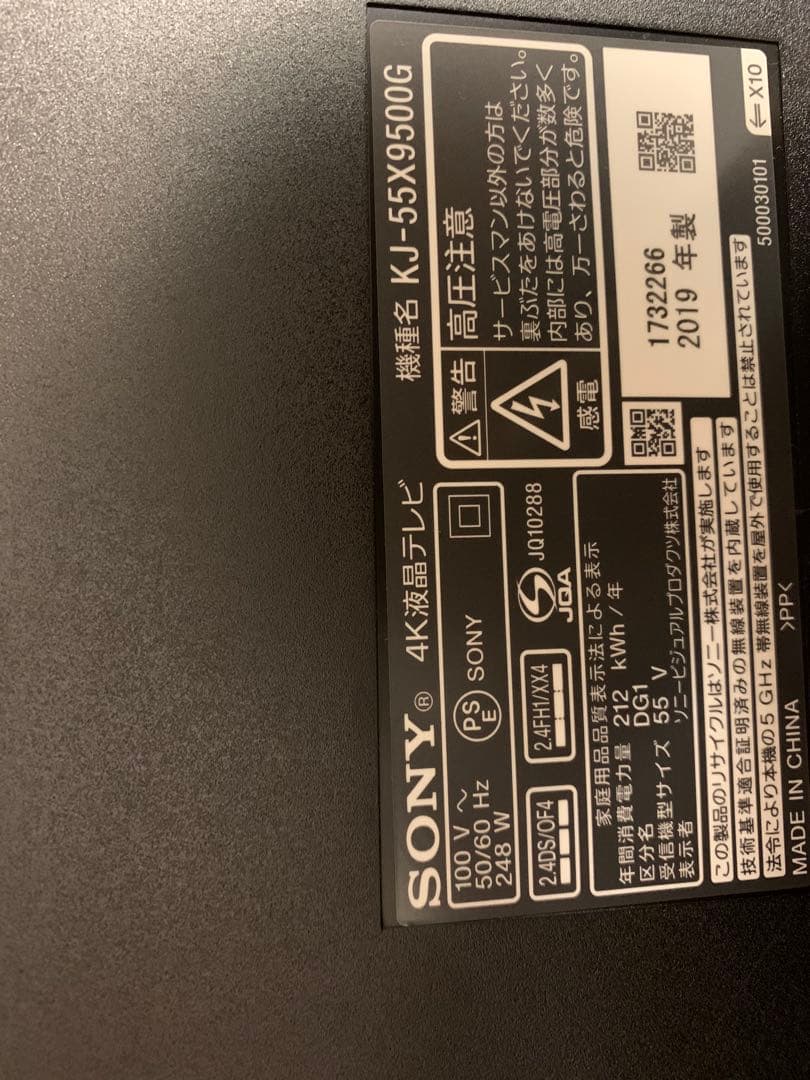 SONY® 4K液晶テレビ 機種名 KJ-55X9500G
100 V ～
50/60 Hz
248 W
PSE SONY
2.4DS/OF4
2.4FH1/XX4
JQA JQ10288
家庭用品品質表示法による表示
年間消費電力量 212 kWh / 年
区分名 DG1
受信機型サイズ 55 V
表示者 ソニービジュアルプロダクツ株式会社
警告
感電
高圧注意
サービスマン以外の方は
裏ぶたをあけないでください。
内部には高電圧部分が数多く
あり、万一さわると危険です。
1732266
2019 年製
この製品のリサイクルはソニー株式会社が実施します
技術基準適合証明済みの無線装置を内蔵しています
法令により本機の5 GHz 帯無線装置を屋外で使用することは禁止されています
MADE IN CHINA
>PP<
500030101
⇐ X10